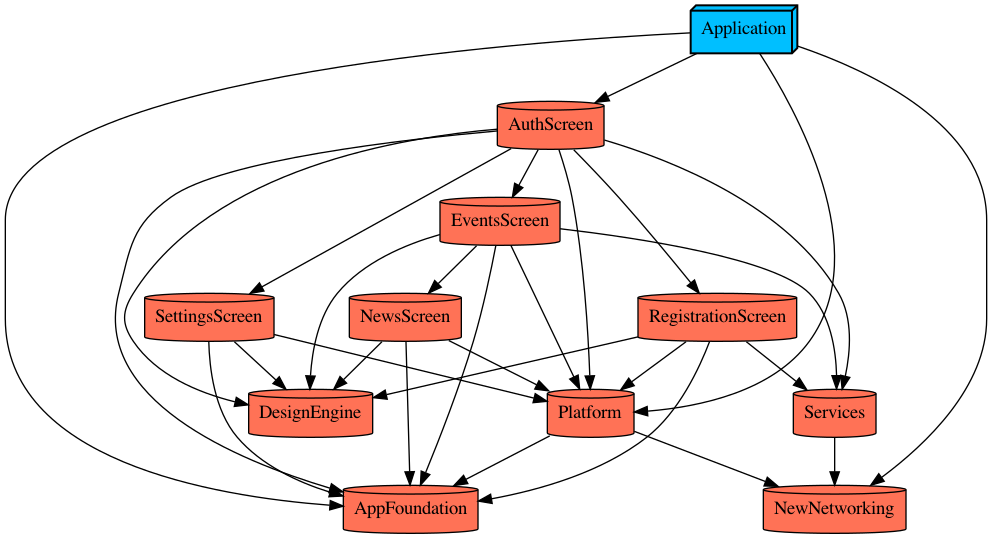 Application
AuthScreen
EventsScreen
SettingsScreen
NewsScreen
RegistrationScreen
DesignEngine
Platform
Services
AppFoundation
NewNetworking